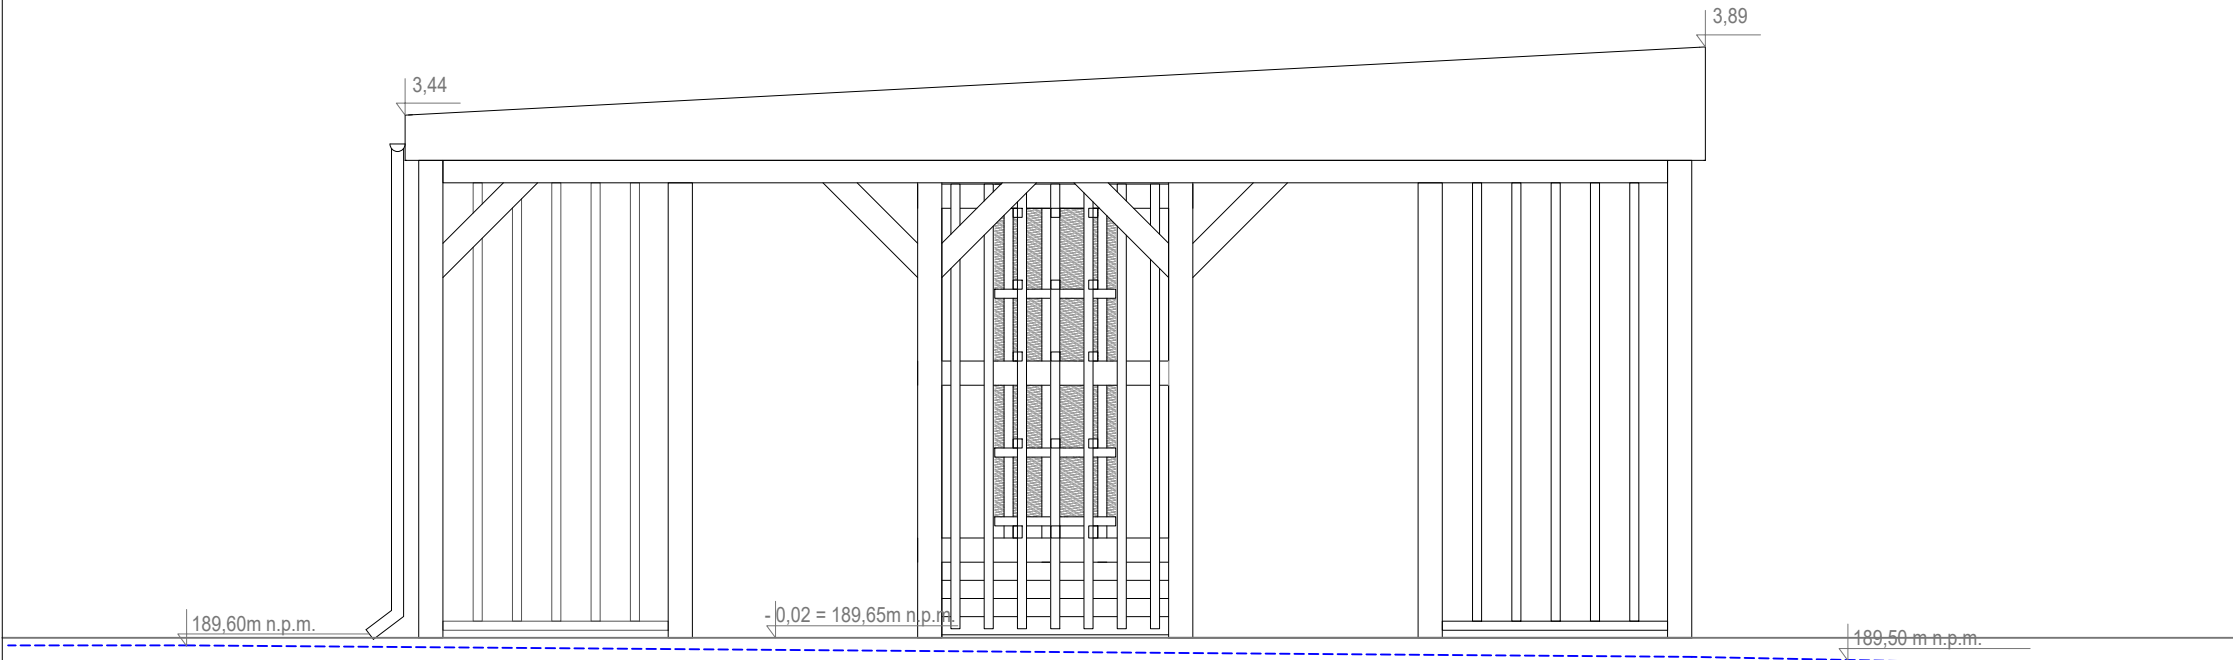 3,89
3,44
- 0,02 = 189,65m n.p.m.
189,60m n.p.m.
189,50 m n.p.m.